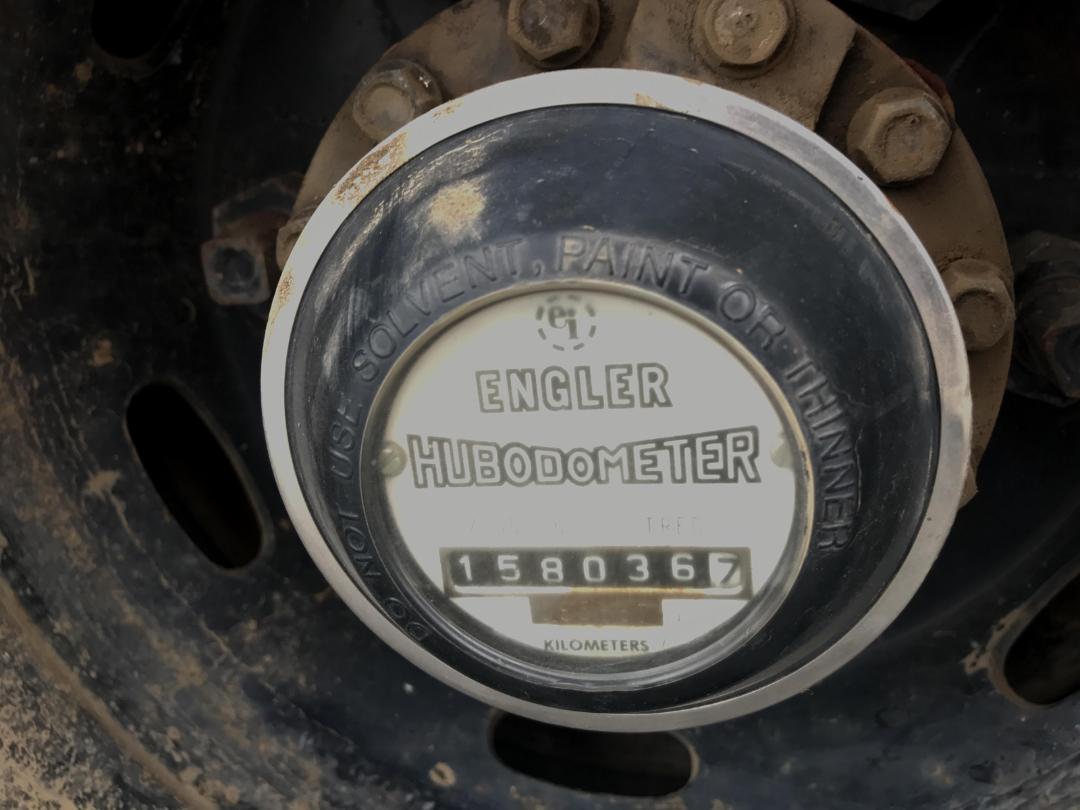 DO NOT USE SOLVENT, PAINT OR THINNER
ei
ENGLER
HUBODOMETER
1580367
KILOMETERS